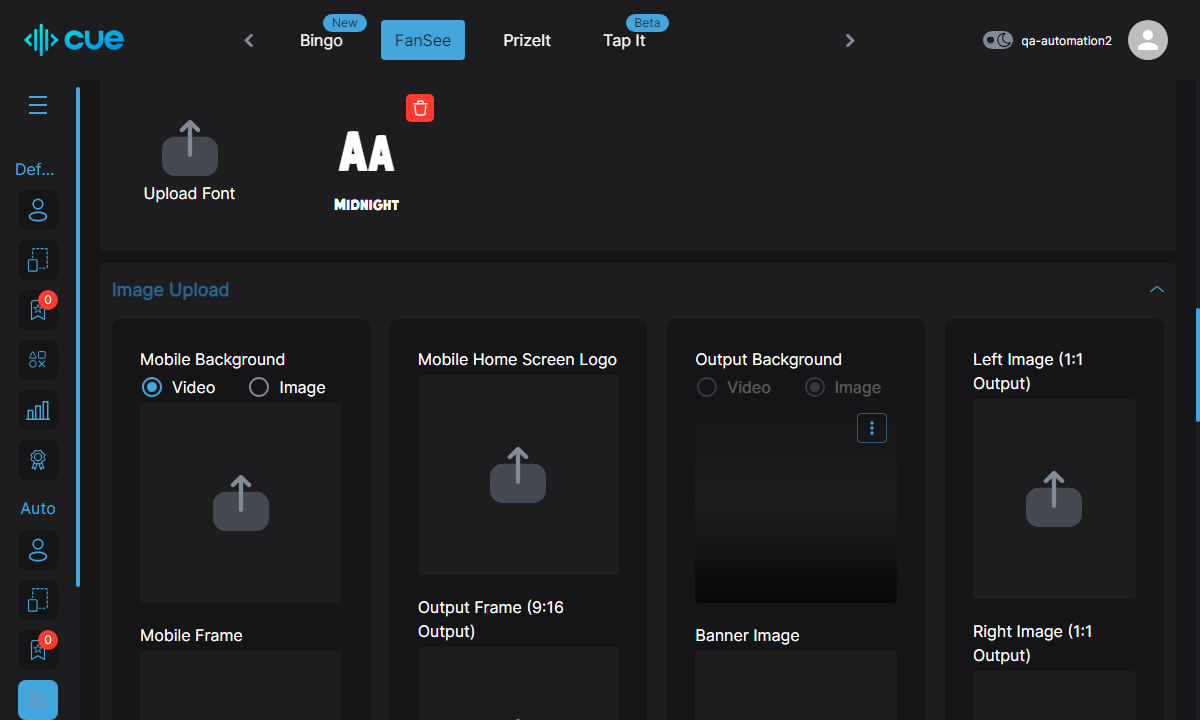 cue
Bingo
New
FanSee
PrizeIt
Tap It
Beta
qa-automation2
Def...
0
Auto
0
Upload Font
AA
Midnight
Image Upload
Mobile Background
Video
Image
Mobile Frame
Mobile Home Screen Logo
Output Frame (9:16
Output)
Output Background
Video
Image
Banner Image
Left Image (1:1
Output)
Right Image (1:1
Output)